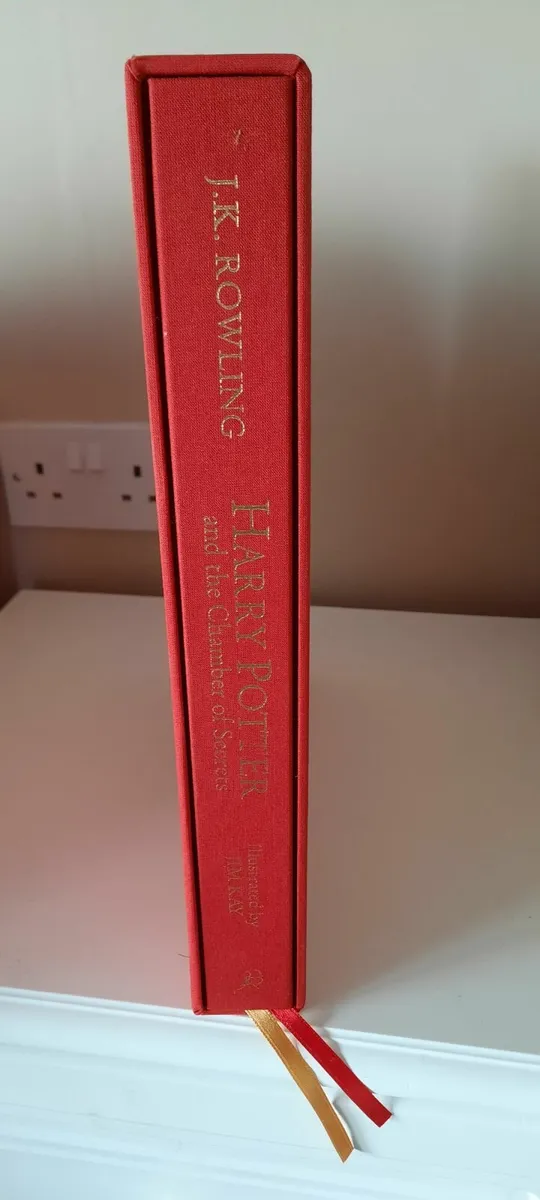 J.K. ROWLING
HARRY POTTER
and the Chamber of Secrets
Illustrated by
JIM KAY